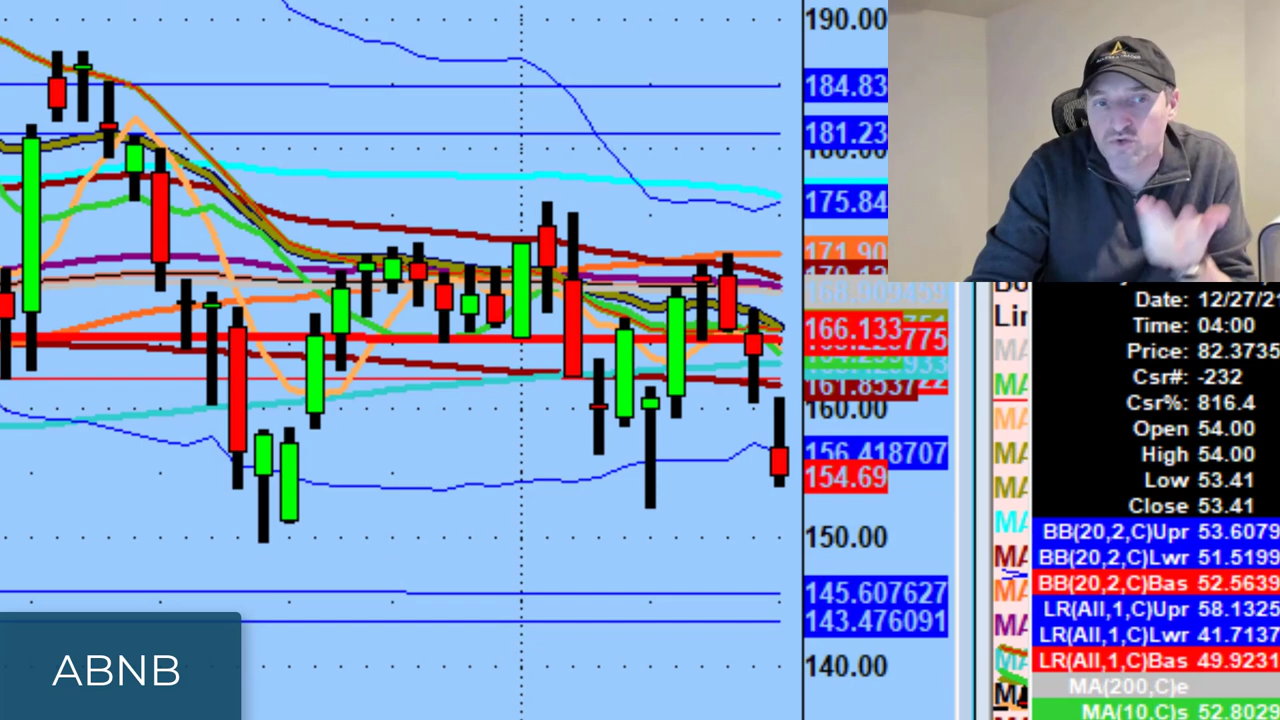 190.00
184.83
181.23
175.84
171.90
166.133
161.8537
160.00
156.418707
154.69
150.00
145.607627
143.476091
140.00
ABNB
Date: 12/27/2
Time: 04:00
Price: 82.3735
Csr#: -232
Csr%: 816.4
Open 54.00
High 54.00
Low 53.41
Close 53.41
BB(20,2,C)Upr 53.6079
BB(20,2,C)Lwr 51.5199
BB(20,2,C)Bas 52.5639
LR(All,1,C)Upr 58.1325
LR(All,1,C)Lwr 41.7137
LR(All,1,C)Bas 49.9231
MA(200,C)e
MA(10,C)s 52.8029